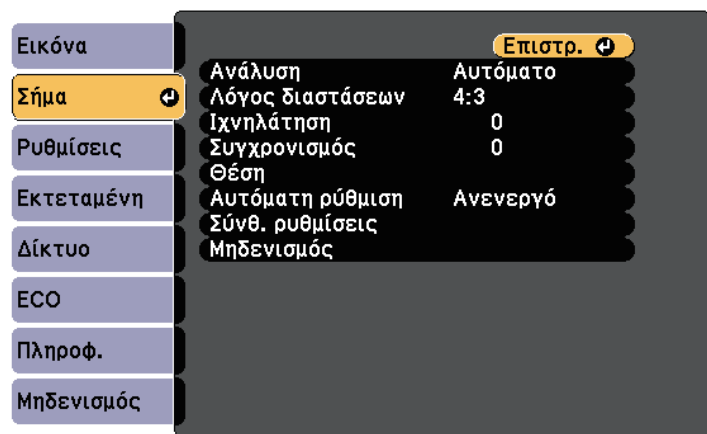 Εικόνα
Σήμα
Ρυθμίσεις
Εκτεταμένη
Δίκτυο
ECO
Πληροφ.
Μηδενισμός
Επιστρ.
Ανάλυση Αυτόματο
Λόγος διαστάσεων 4:3
Ιχνηλάτηση 0
Συγχρονισμός 0
Θέση
Αυτόματη ρύθμιση Ανενεργό
Σύνθ. ρυθμίσεις
Μηδενισμός